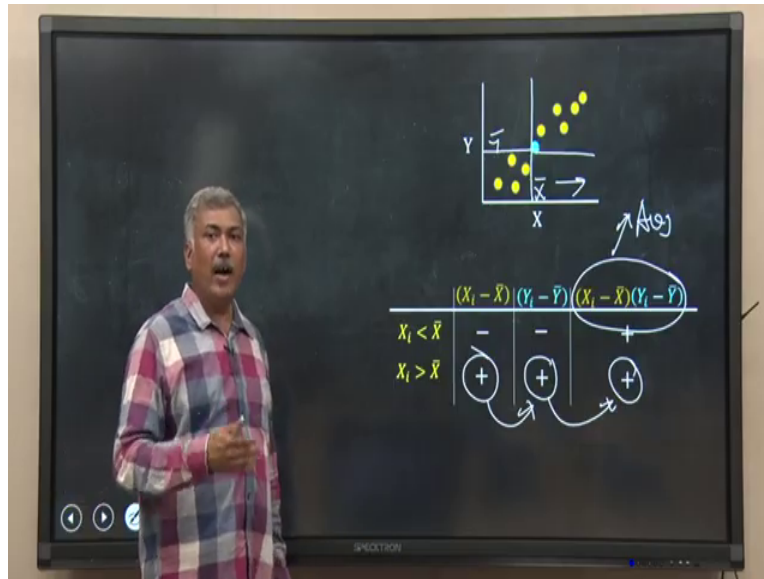 Y Ȳ
X̄
X
Avg
(Xᵢ − X̄) (Yᵢ − Ȳ) (Xᵢ − X̄)(Yᵢ − Ȳ)
Xᵢ < X̄ − − +
Xᵢ > X̄ + + +
SPECTRON